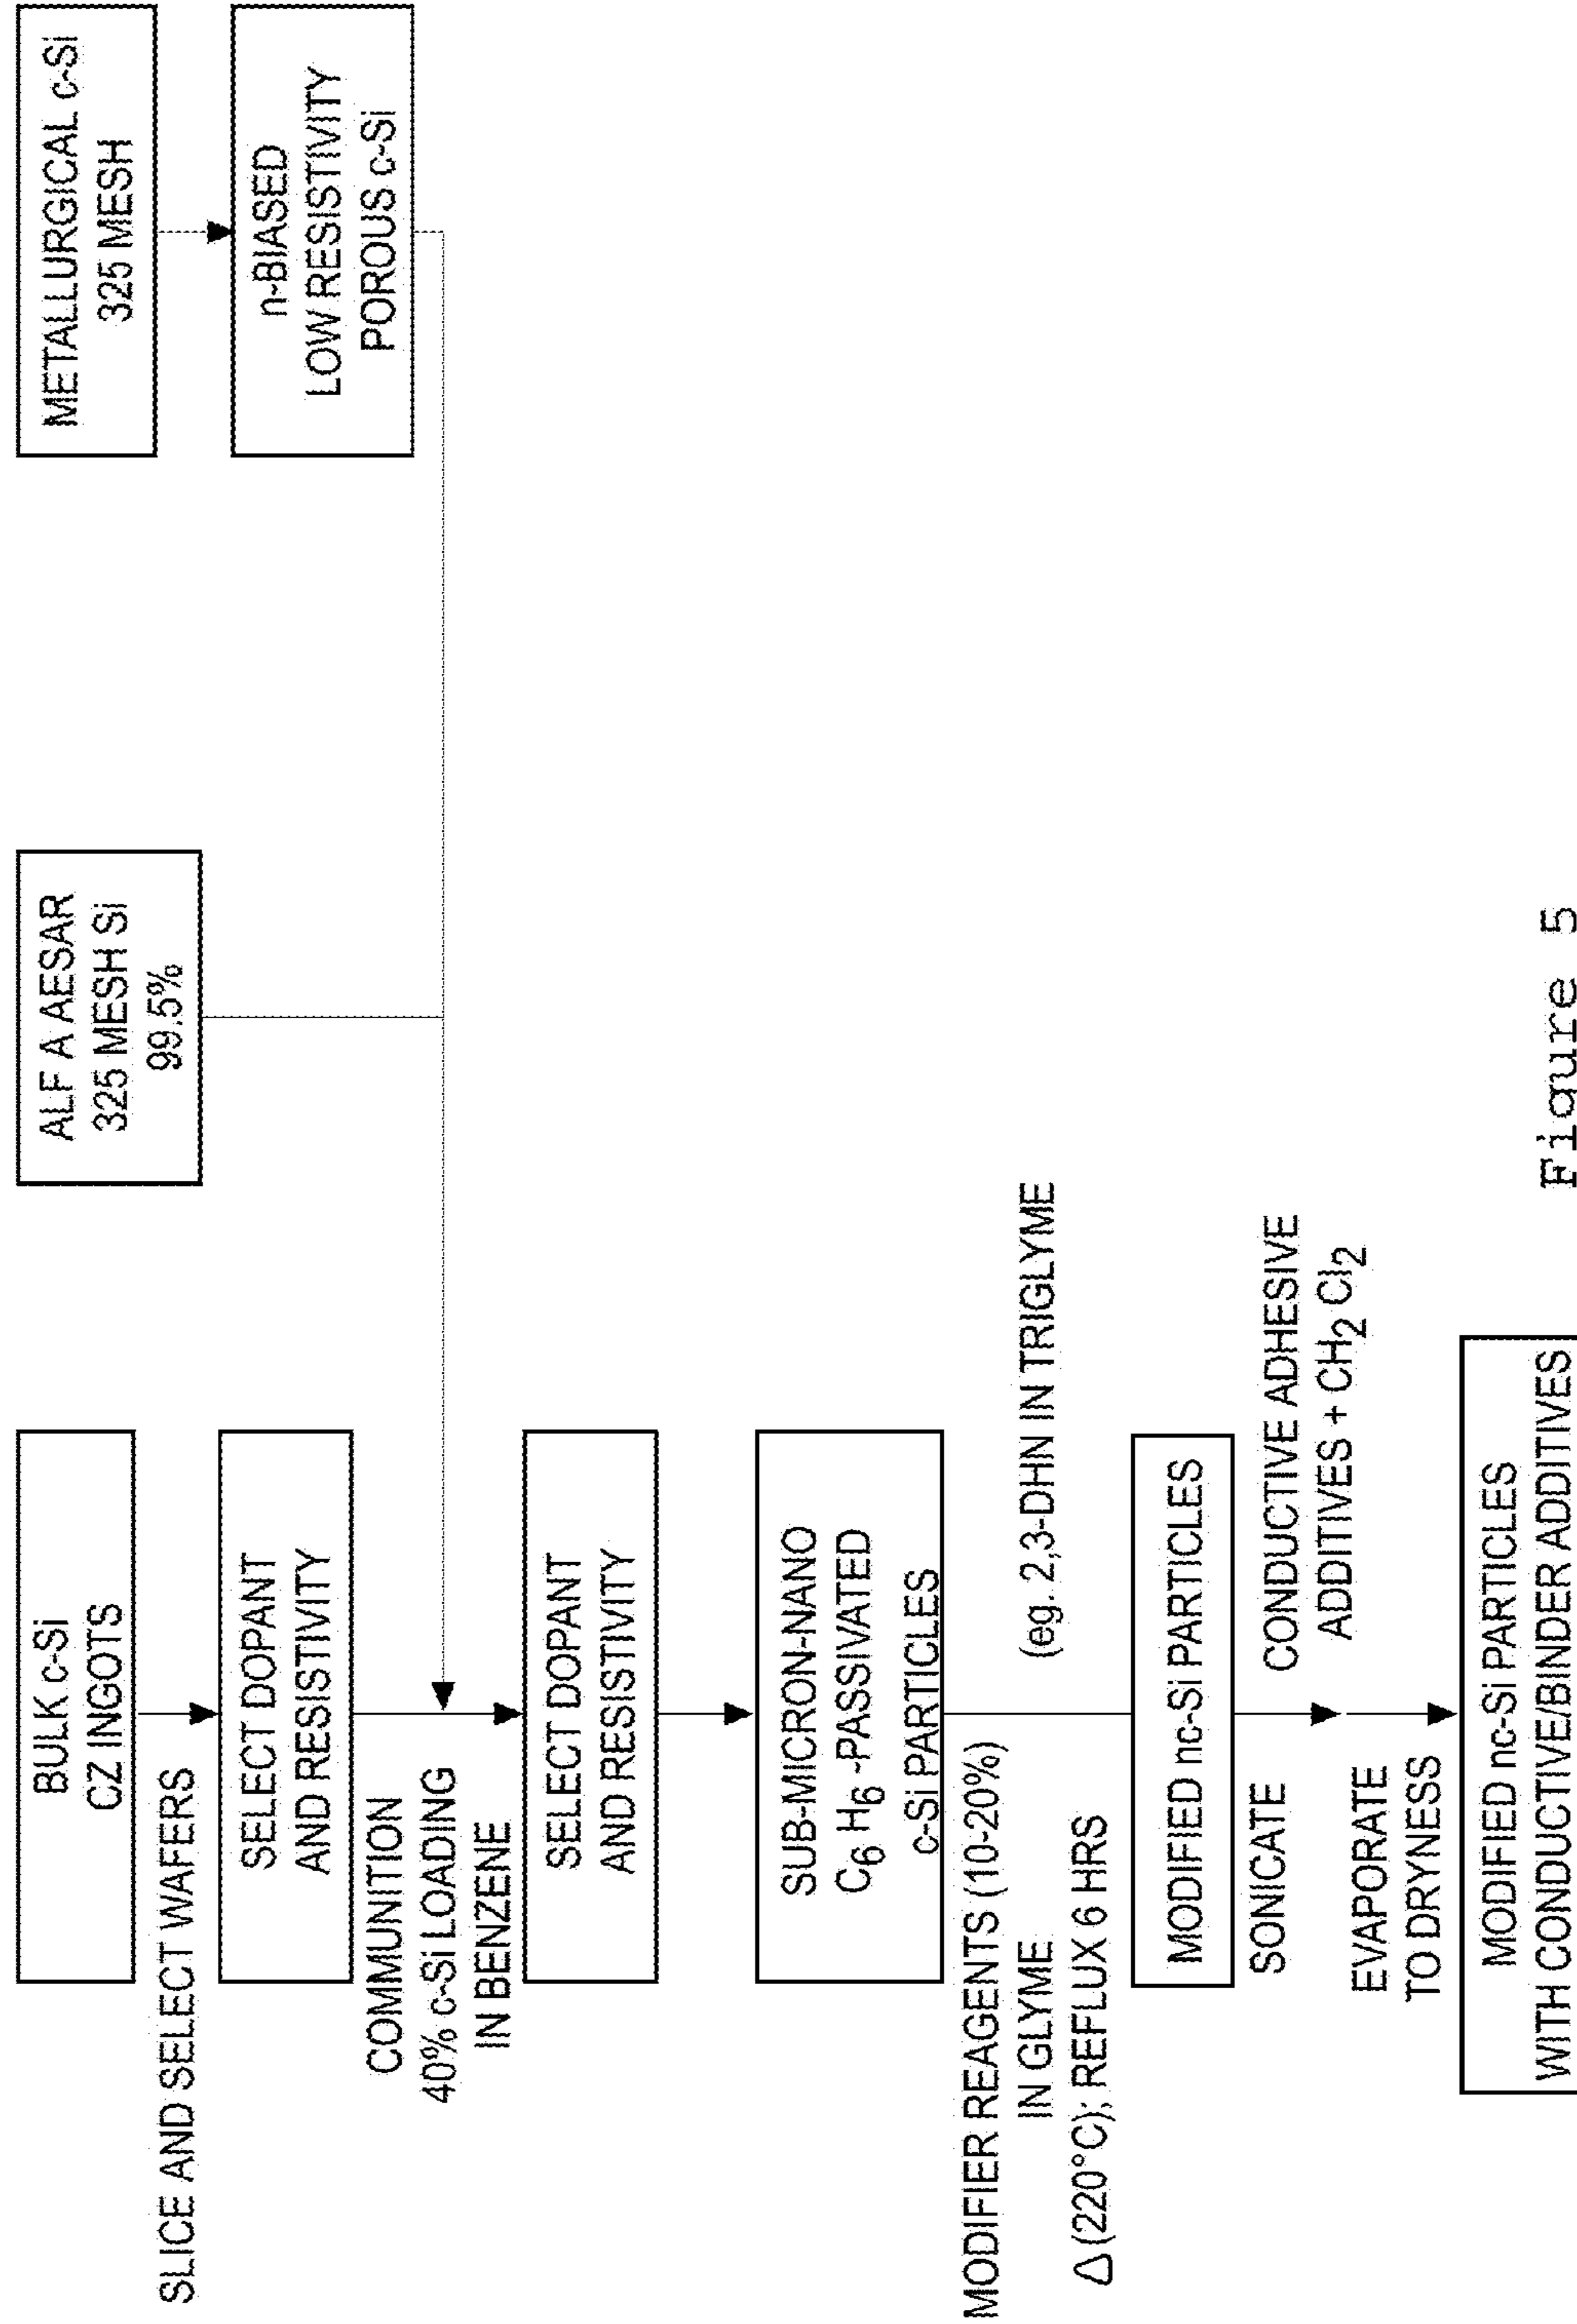 BULK c-Si
CZ INGOTS
ALF A AESAR
325 MESH Si
99.5%
METALLURGICAL c-Si
325 MESH
SLICE AND SELECT WAFERS
SELECT DOPANT
AND RESISTIVITY
n-BIASED
LOW RESISTIVITY
POROUS c-Si
COMMUNITION
40% c-Si LOADING
IN BENZENE
SELECT DOPANT
AND RESISTIVITY
SUB-MICRON-NANO
C6 H6 -PASSIVATED
c-Si PARTICLES
MODIFIER REAGENTS (10-20%)
IN GLYME
Δ (220°C); REFLUX 6 HRS
(eg. 2,3-DHN IN TRIGLYME
MODIFIED nc-Si PARTICLES
SONICATE
CONDUCTIVE ADHESIVE
ADDITIVES + CH2 Cl2
EVAPORATE
TO DRYNESS
MODIFIED nc-Si PARTICLES
WITH CONDUCTIVE/BINDER ADDITIVES
Figure 5